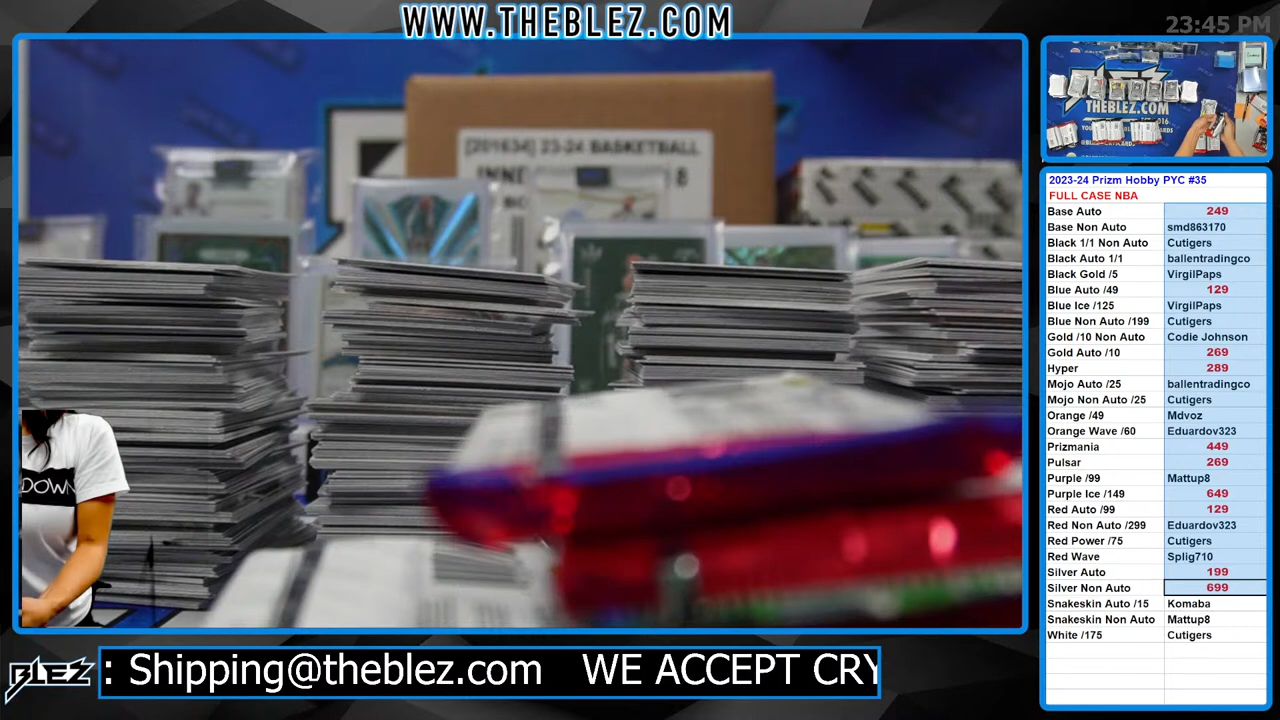 WWW.THEBLEZ.COM
23:45 PM
[201634] 23-24 BASKETBALL
8
DOWN
THEBLEZ.COM
2023-24 Prizm Hobby PYC #35
FULL CASE NBA
Base Auto 249
Base Non Auto smd863170
Black 1/1 Non Auto Cutigers
Black Auto 1/1 ballentradingco
Black Gold /5 VirgilPaps
Blue Auto /49 129
Blue Ice /125 VirgilPaps
Blue Non Auto /199 Cutigers
Gold /10 Non Auto Codie Johnson
Gold Auto /10 269
Hyper 289
Mojo Auto /25 ballentradingco
Mojo Non Auto /25 Cutigers
Orange /49 Mdvoz
Orange Wave /60 Eduardov323
Prizmania 449
Pulsar 269
Purple /99 Mattup8
Purple Ice /149 649
Red Auto /99 129
Red Non Auto /299 Eduardov323
Red Power /75 Cutigers
Red Wave Splig710
Silver Auto 199
Silver Non Auto 699
Snakeskin Auto /15 Komaba
Snakeskin Non Auto Mattup8
White /175 Cutigers
BLEZ
: Shipping@theblez.com WE ACCEPT CRY